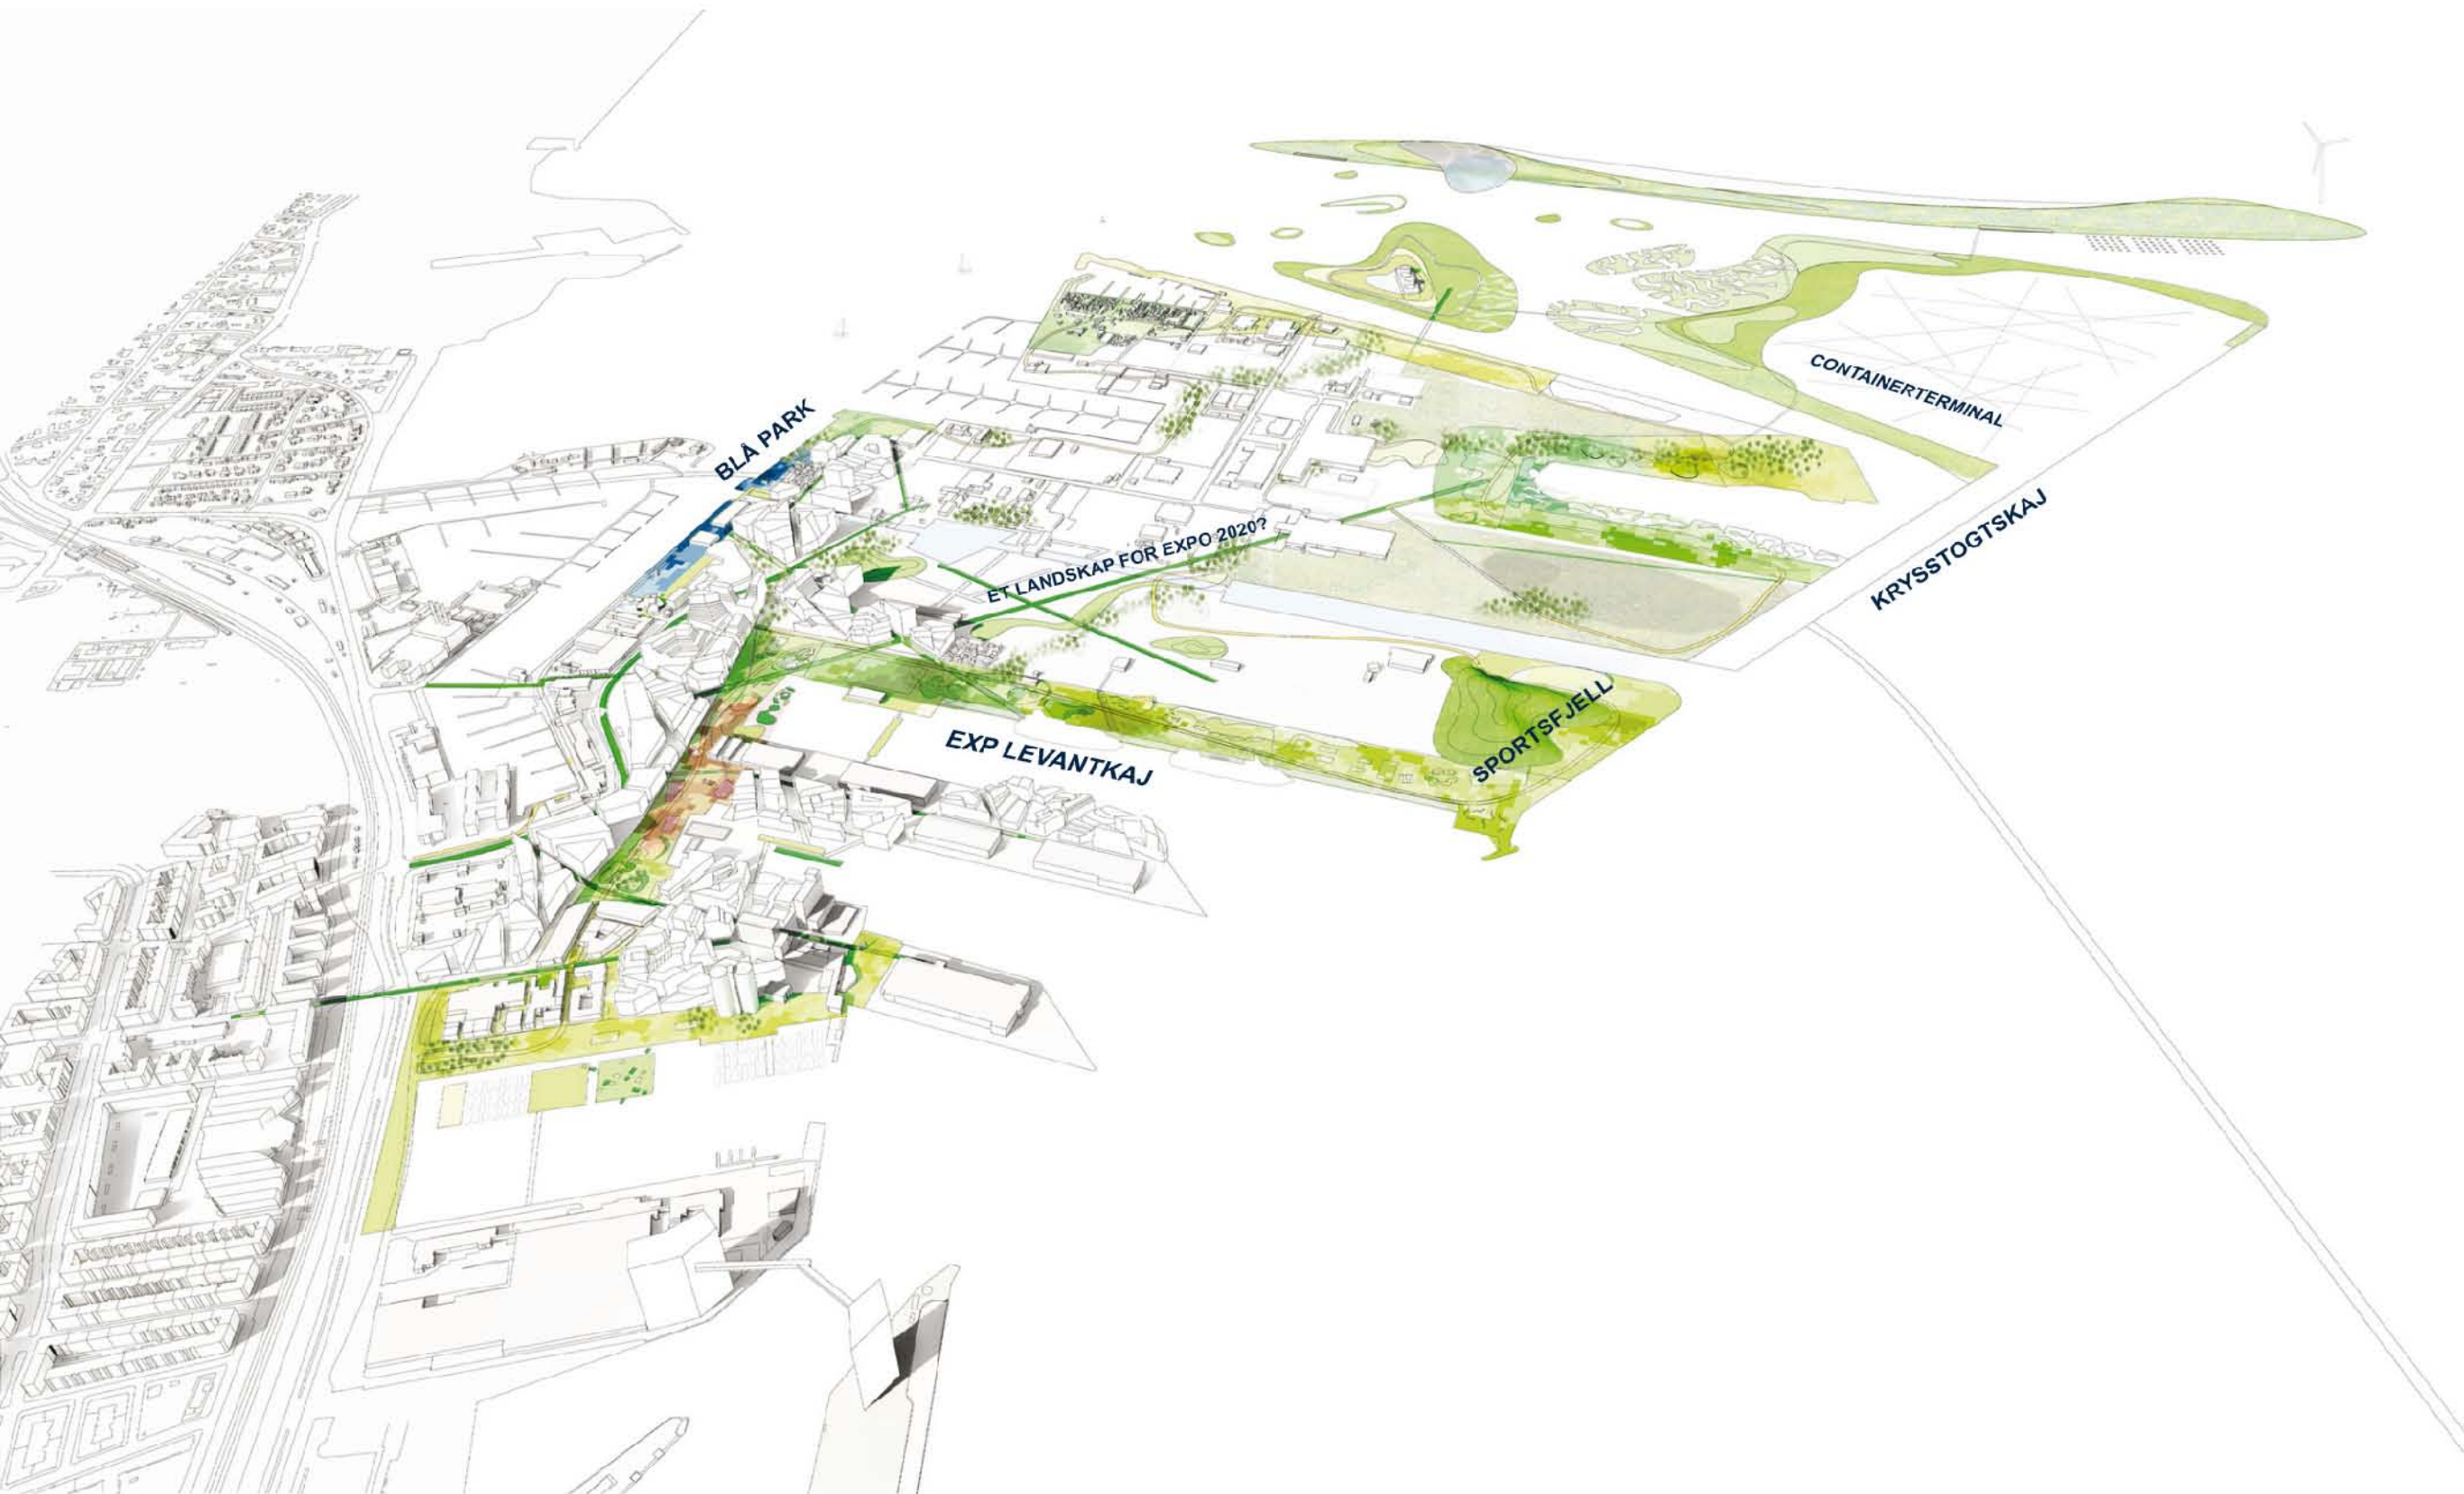 CONTAINERTERMINAL
BLÅ PARK
ET LANDSKAP FOR EXPO 2020?
KRYSSTOGTSKAJ
EXP LEVANTKAJ
SPORTSFJELL